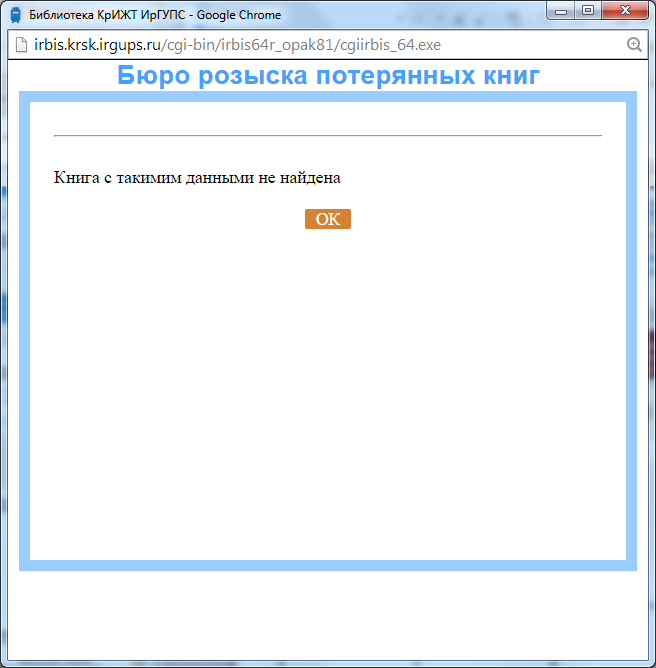 Библиотека КрИЖТ ИрГУПС - Google Chrome
irbis.krsk.irgups.ru/cgi-bin/irbis64r_opak81/cgiirbis_64.exe
Бюро розыска потерянных книг
Книга с такимим данными не найдена
ОК